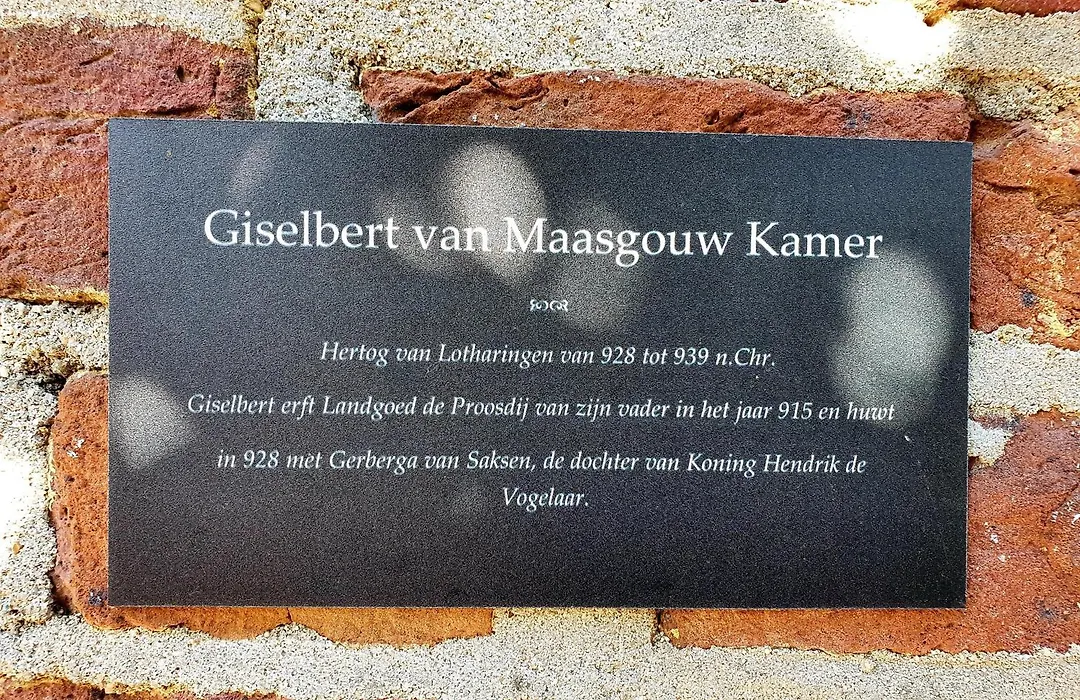 Giselbert van Maasgouw Kamer
Hertog van Lotharingen van 928 tot 939 n.Chr.
Giselbert erft Landgoed de Proosdij van zijn vader in het jaar 915 en huwt
in 928 met Gerberga van Saksen, de dochter van Koning Hendrik de
Vogelaar.